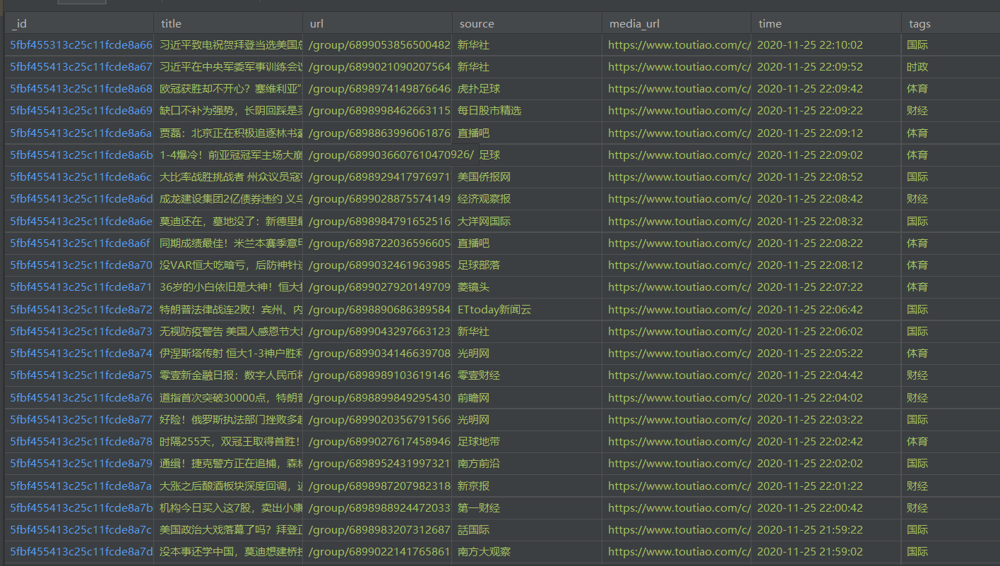 _id title url source media_url time tags
5fbf455313c25c11fcde8a66 习近平致电祝贺拜登当选美国总 /group/6899053856500482 新华社 https://www.toutiao.com/c/ 2020-11-25 22:10:02 国际
5fbf455413c25c11fcde8a67 习近平在中央军委军事训练会议 /group/6899021090207564 新华社 https://www.toutiao.com/c/ 2020-11-25 22:09:52 时政
5fbf455413c25c11fcde8a68 欧冠获胜却不开心？塞维利亚“ /group/6898974149876464 虎扑足球 https://www.toutiao.com/c/ 2020-11-25 22:09:42 体育
5fbf455413c25c11fcde8a69 缺口不补为强势，长阴回踩是买 /group/6898998462663115 每日股市精选 https://www.toutiao.com/c/ 2020-11-25 22:09:22 财经
5fbf455413c25c11fcde8a6a 贾磊：北京正在积极追逐林书豪 /group/6898863996061876 直播吧 https://www.toutiao.com/c/ 2020-11-25 22:09:12 体育
5fbf455413c25c11fcde8a6b 1-4爆冷！前亚冠冠军主场大崩 /group/6899036607610470926/ 足球 https://www.toutiao.com/c/ 2020-11-25 22:09:02 体育
5fbf455413c25c11fcde8a6c 大比率战胜挑战者 州众议员寇 /group/6898929417976971 美国侨报网 https://www.toutiao.com/c/ 2020-11-25 22:08:52 国际
5fbf455413c25c11fcde8a6d 成龙建设集团2亿债券违约 义乌 /group/6899028875574149 经济观察报 https://www.toutiao.com/c/ 2020-11-25 22:08:42 财经
5fbf455413c25c11fcde8a6e 莫迪还在，墓地没了：新德里最 /group/6898984791652516 大洋网国际 https://www.toutiao.com/c/ 2020-11-25 22:08:32 国际
5fbf455413c25c11fcde8a6f 同期成绩最佳！米兰本赛季意甲 /group/6898722036596605 直播吧 https://www.toutiao.com/c/ 2020-11-25 22:08:22 体育
5fbf455413c25c11fcde8a70 没VAR恒大吃暗亏，后防神针 /group/6899032461963985 足球部落 https://www.toutiao.com/c/ 2020-11-25 22:08:12 体育
5fbf455413c25c11fcde8a71 36岁的小白依旧是大神！恒大 /group/6899027920149709 菱镜头 https://www.toutiao.com/c/ 2020-11-25 22:07:22 体育
5fbf455413c25c11fcde8a72 特朗普法律战连2败！宾州、内 /group/6898890686389584 ETtoday新闻云 https://www.toutiao.com/c/ 2020-11-25 22:06:42 国际
5fbf455413c25c11fcde8a73 无视防疫警告 美国人感恩节大 /group/6899043297663123 新华社 https://www.toutiao.com/c/ 2020-11-25 22:06:02 国际
5fbf455413c25c11fcde8a74 伊涅斯塔传射 恒大1-3神户胜利 /group/6899034146639708 光明网 https://www.toutiao.com/c/ 2020-11-25 22:05:22 体育
5fbf455413c25c11fcde8a75 零壹新金融日报：数字人民币将 /group/6898989103619146 零壹财经 https://www.toutiao.com/c/ 2020-11-25 22:04:42 财经
5fbf455413c25c11fcde8a76 道指首次突破30000点，特朗普 /group/6898899849295430 前瞻网 https://www.toutiao.com/c/ 2020-11-25 22:04:02 财经
5fbf455413c25c11fcde8a77 好险！俄罗斯执法部门挫败多起 /group/6899020356791566 光明网 https://www.toutiao.com/c/ 2020-11-25 22:03:22 国际
5fbf455413c25c11fcde8a78 时隔255天，双冠王取得首胜！ /group/6899027617458946 足球地带 https://www.toutiao.com/c/ 2020-11-25 22:02:42 体育
5fbf455413c25c11fcde8a79 通缉！捷克警方正在追捕，森林 /group/6898952431997321 南方前沿 https://www.toutiao.com/c/ 2020-11-25 22:02:02 国际
5fbf455413c25c11fcde8a7a 大涨之后酿酒板块深度回调， /group/6898987207982318 新京报 https://www.toutiao.com/c/ 2020-11-25 22:01:22 财经
5fbf455413c25c11fcde8a7b 机构今日买入这7股，卖出小康 /group/6898988924472033 第一财经 https://www.toutiao.com/c/ 2020-11-25 22:00:42 财经
5fbf455413c25c11fcde8a7c 美国政治大戏落幕了吗？拜登正 /group/6898983207312687 話国际 https://www.toutiao.com/c/ 2020-11-25 21:59:22 国际
5fbf455413c25c11fcde8a7d 没本事还学中国，莫迪想建桥 /group/6899022141765861 南方大观察 https://www.toutiao.com/c/ 2020-11-25 21:59:02 国际